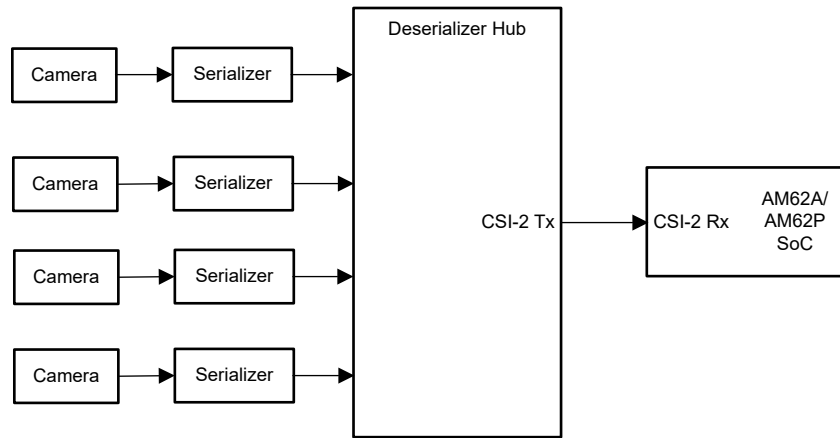 Deserializer Hub
Camera
Serializer
Camera
Serializer
CSI-2 Tx
CSI-2 Rx
AM62A/
AM62P
SoC
Camera
Serializer
Camera
Serializer